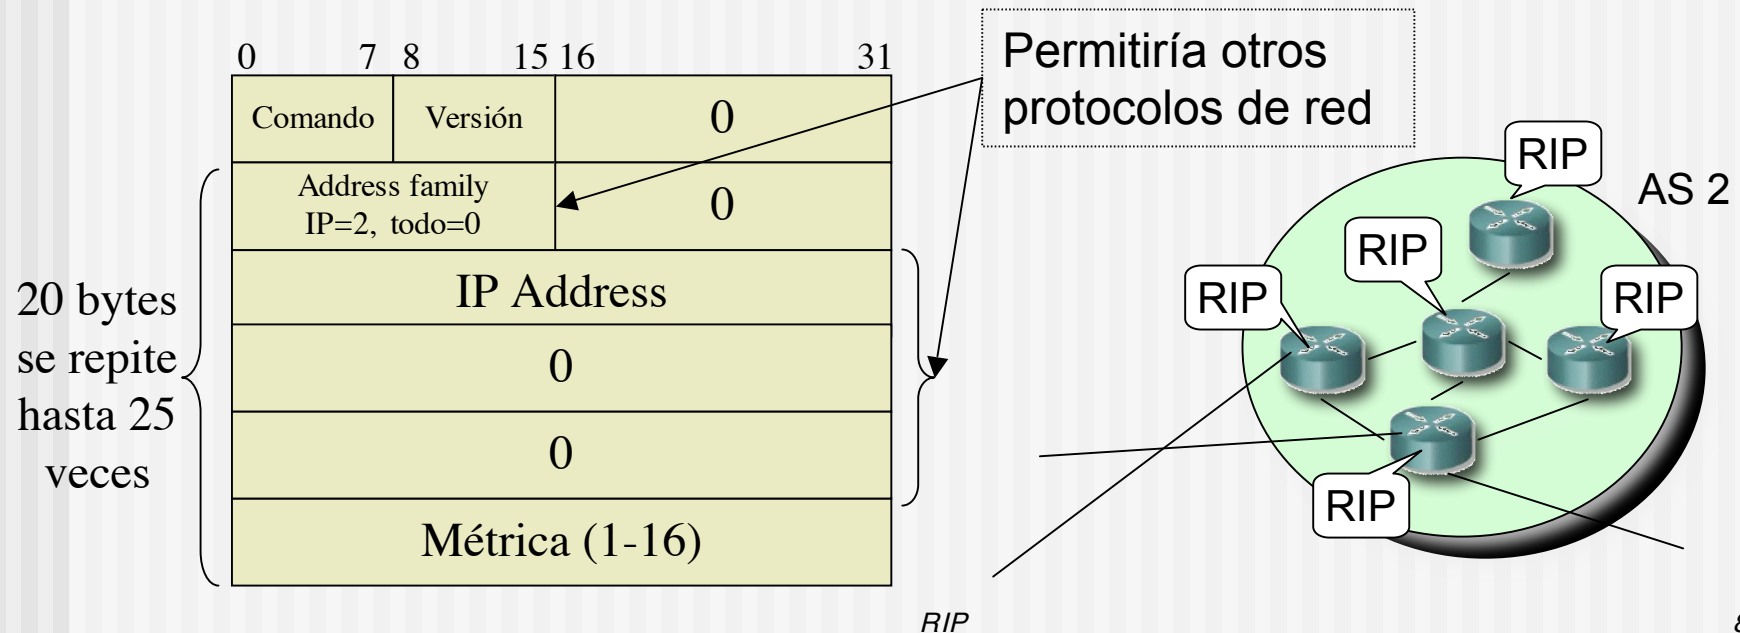 0 7 8 15 16 31
Comando Versión 0
Address family
IP=2, todo=0
0
IP Address
0
0
Métrica (1-16)
20 bytes
se repite
hasta 25
veces
Permitiría otros
protocolos de red
RIP
AS 2
RIP
RIP
RIP
RIP
RIP